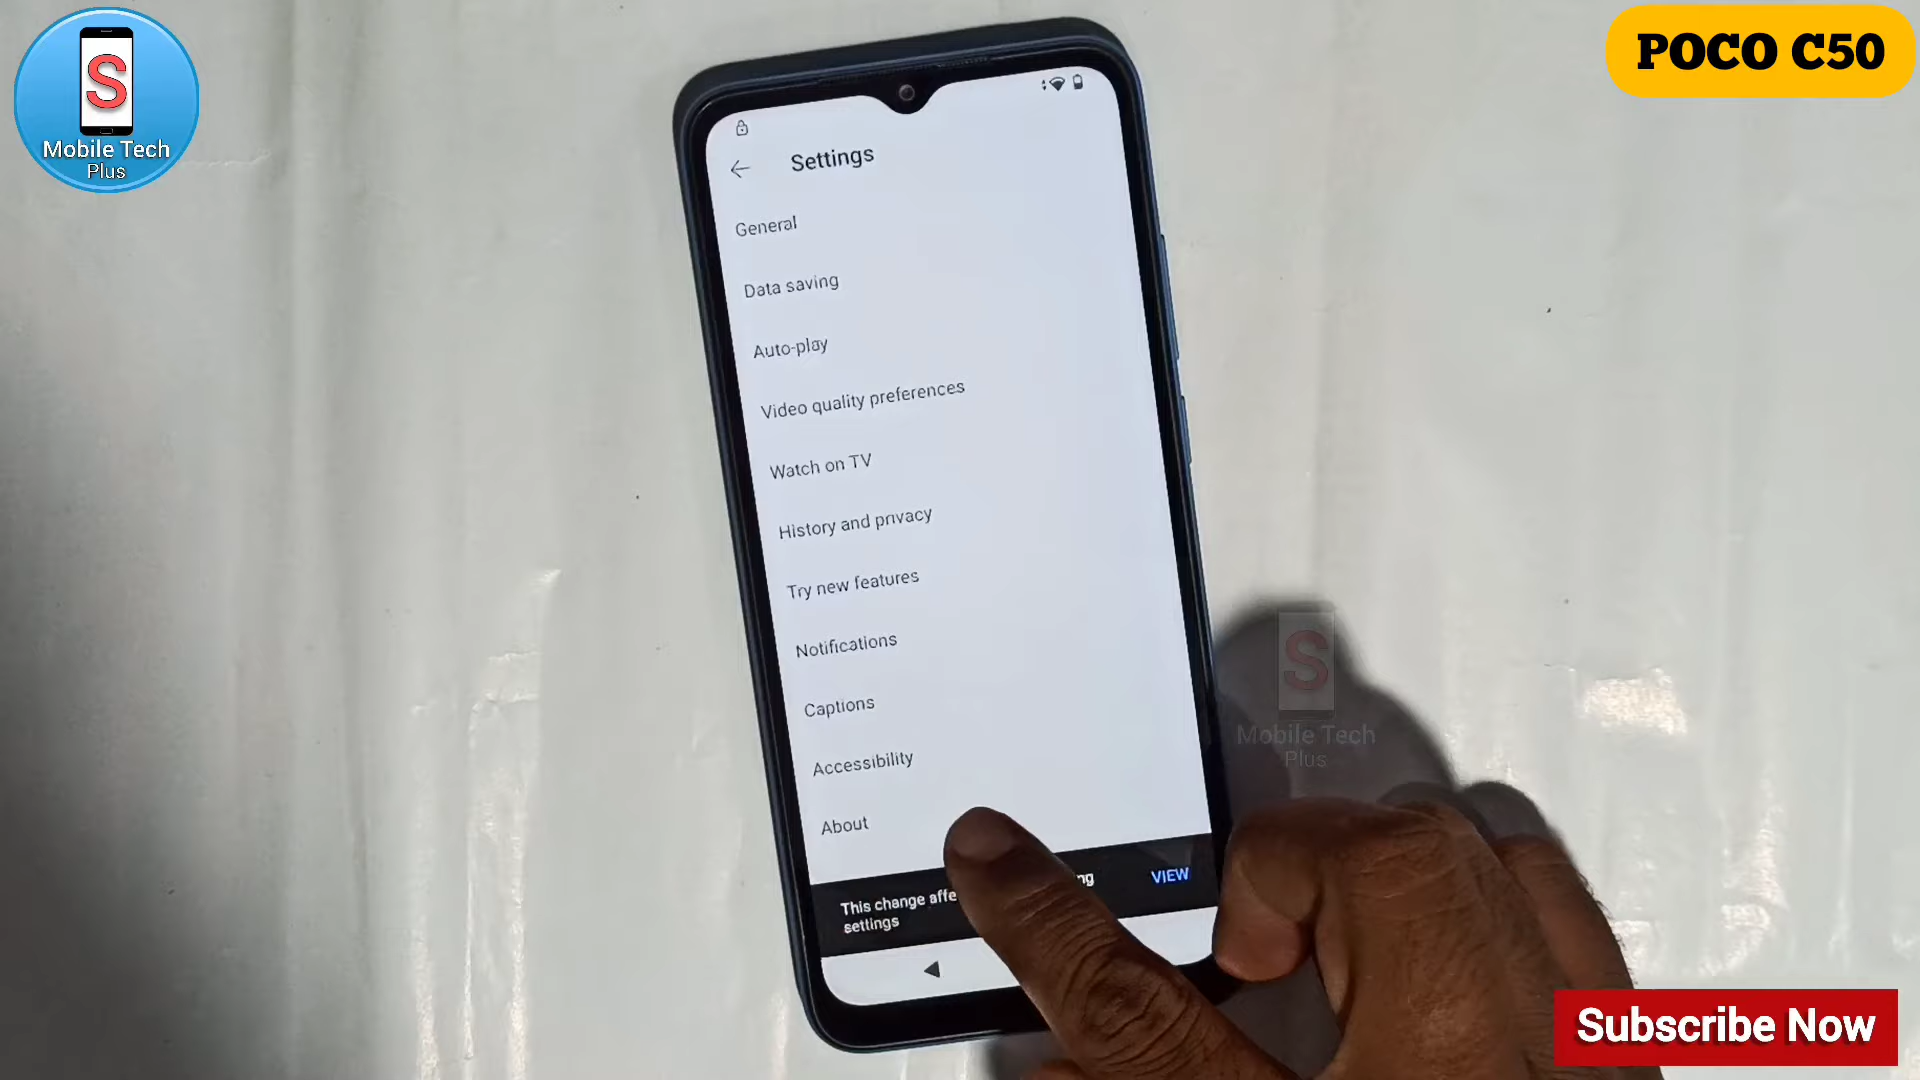 S
Mobile Tech
Plus
POCO C50
Settings
General
Data saving
Auto-play
Video quality preferences
Watch on TV
History and privacy
Try new features
Notifications
Captions
Accessibility
About
This change affe ng
settings
VIEW
S
Mobile Tech
Plus
Subscribe Now